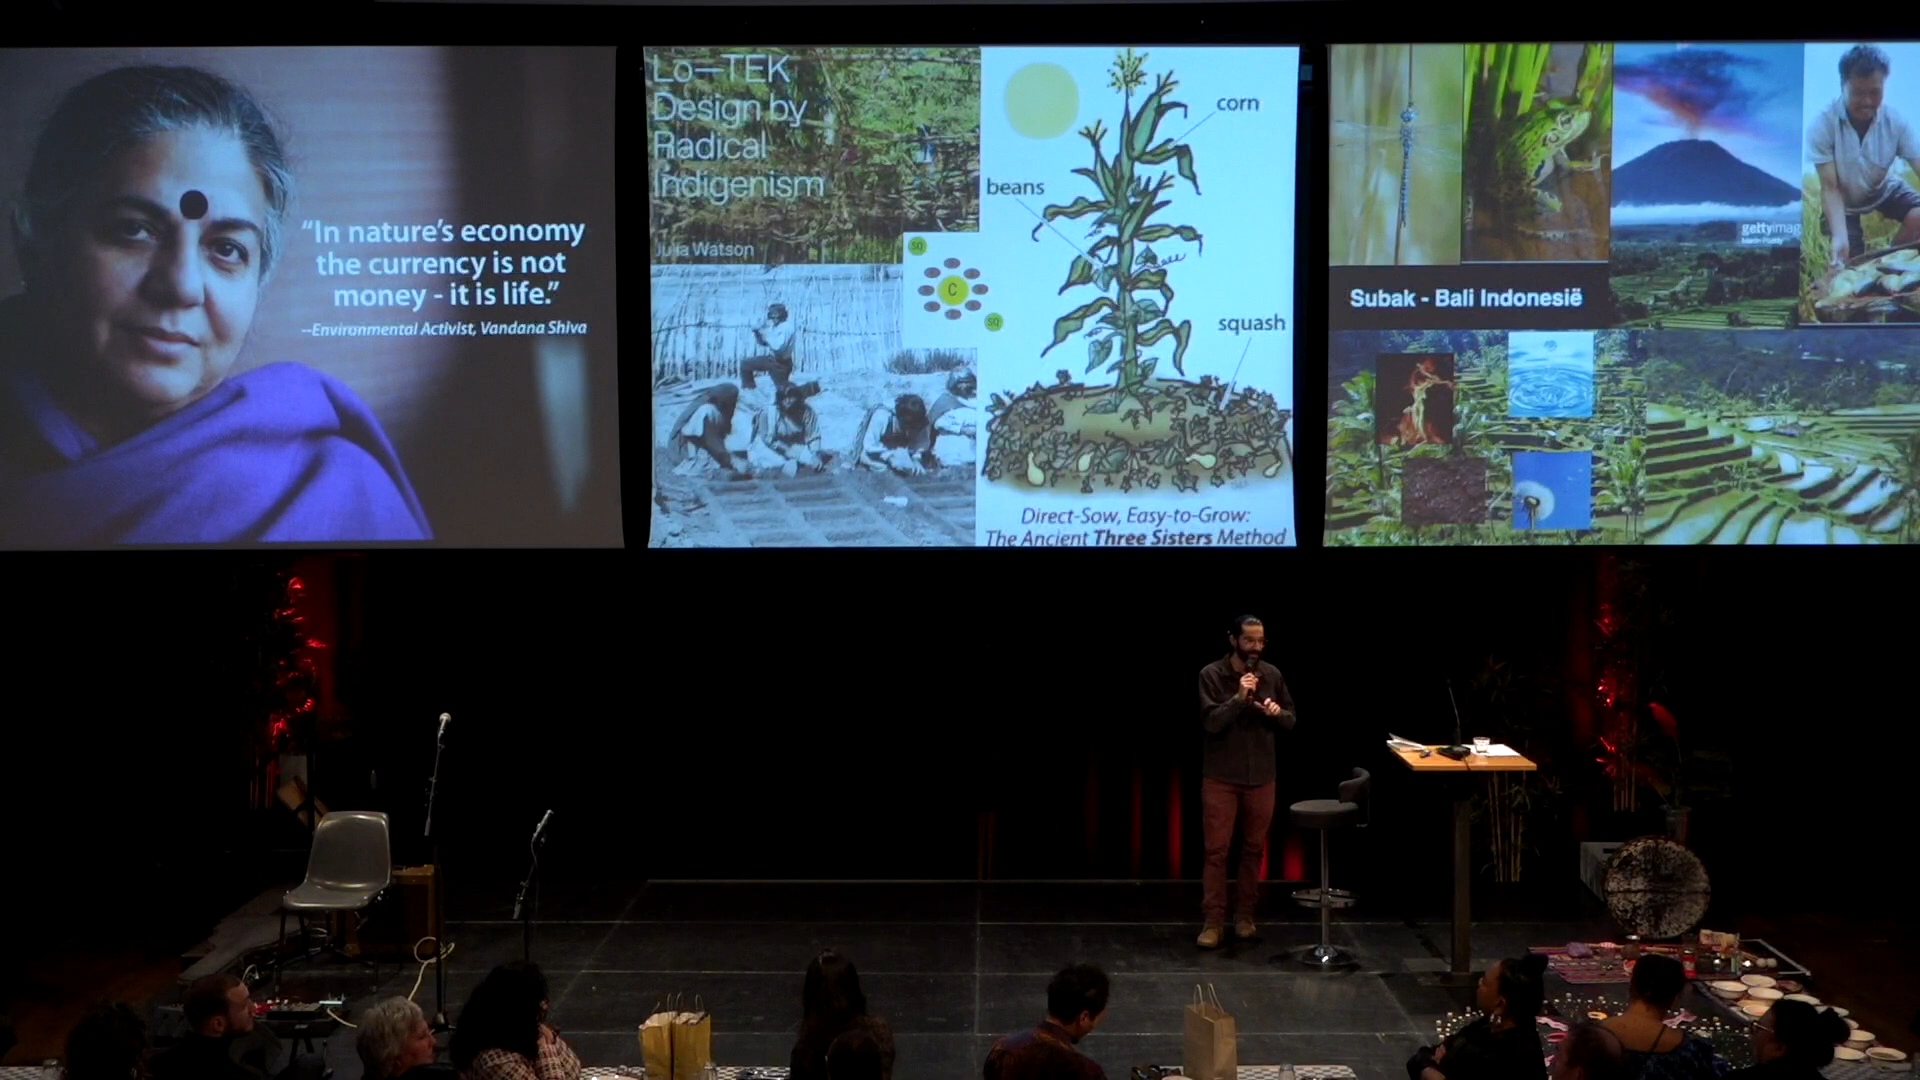 “In nature’s economy
the currency is not
money - it is life.”
--Environmental Activist, Vandana Shiva
Lo—TEK
Design by
Radical
Indigenism
Julia Watson
SQ
C
SQ
corn
beans
squash
Direct-Sow, Easy-to-Grow:
The Ancient Three Sisters Method
gettyimag
Subak - Bali Indonesië